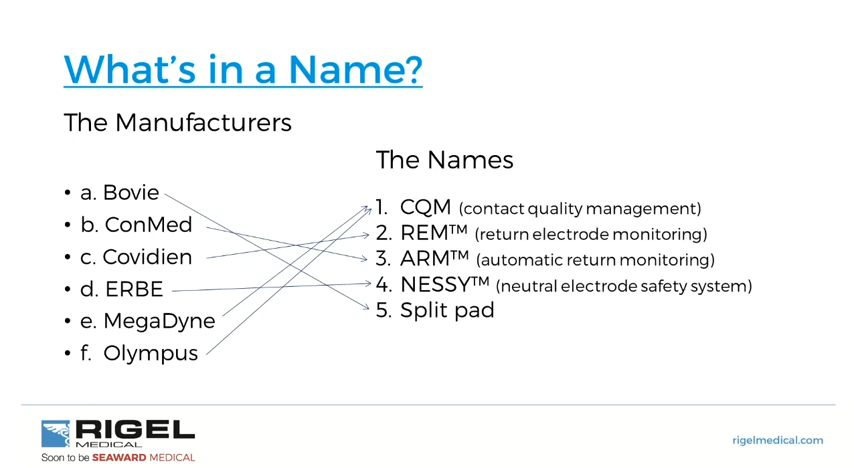 What's in a Name?
The Manufacturers
The Names
• a. Bovie
• b. ConMed
• c. Covidien
• d. ERBE
• e. MegaDyne
• f. Olympus
1. CQM (contact quality management)
2. REM™ (return electrode monitoring)
3. ARM™ (automatic return monitoring)
4. NESSY™ (neutral electrode safety system)
5. Split pad
RIGEL
MEDICAL
Soon to be SEAWARD MEDICAL
rigelmedical.com